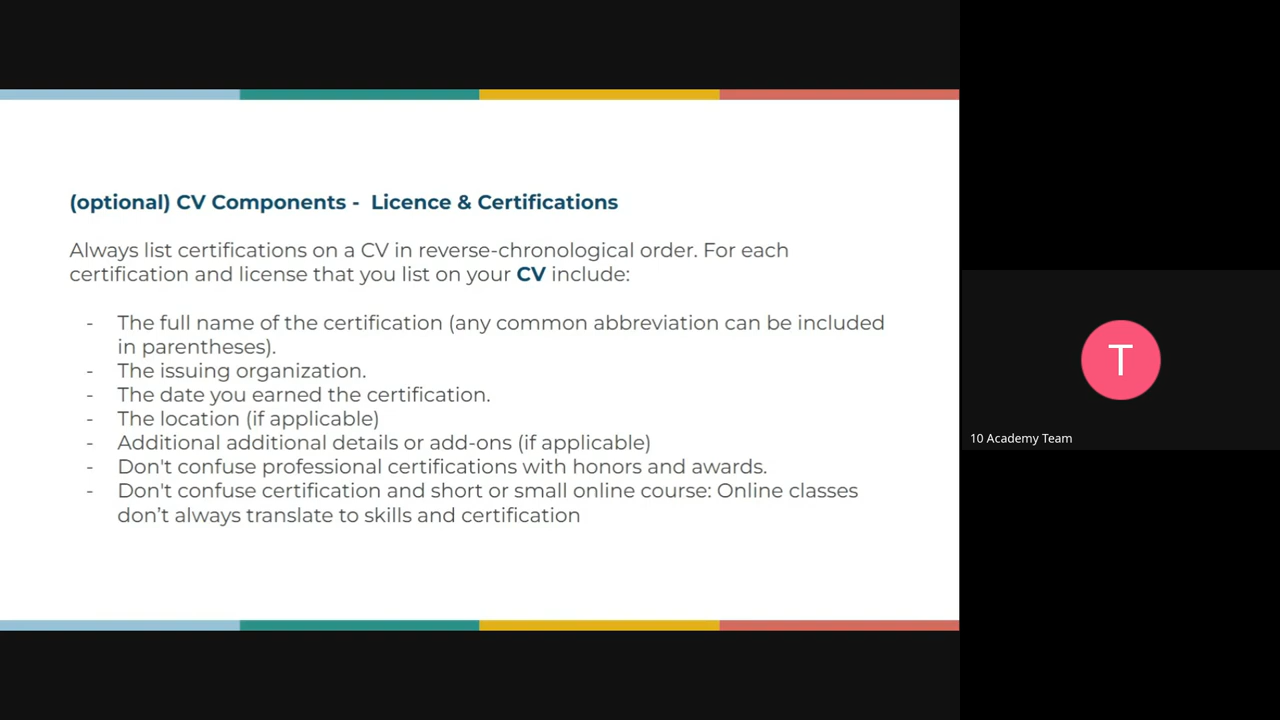 (optional) CV Components - Licence & Certifications
Always list certifications on a CV in reverse-chronological order. For each
certification and license that you list on your CV include:
- The full name of the certification (any common abbreviation can be included
in parentheses).
- The issuing organization.
- The date you earned the certification.
- The location (if applicable)
- Additional additional details or add-ons (if applicable)
- Don't confuse professional certifications with honors and awards.
- Don't confuse certification and short or small online course: Online classes
don’t always translate to skills and certification
T
10 Academy Team